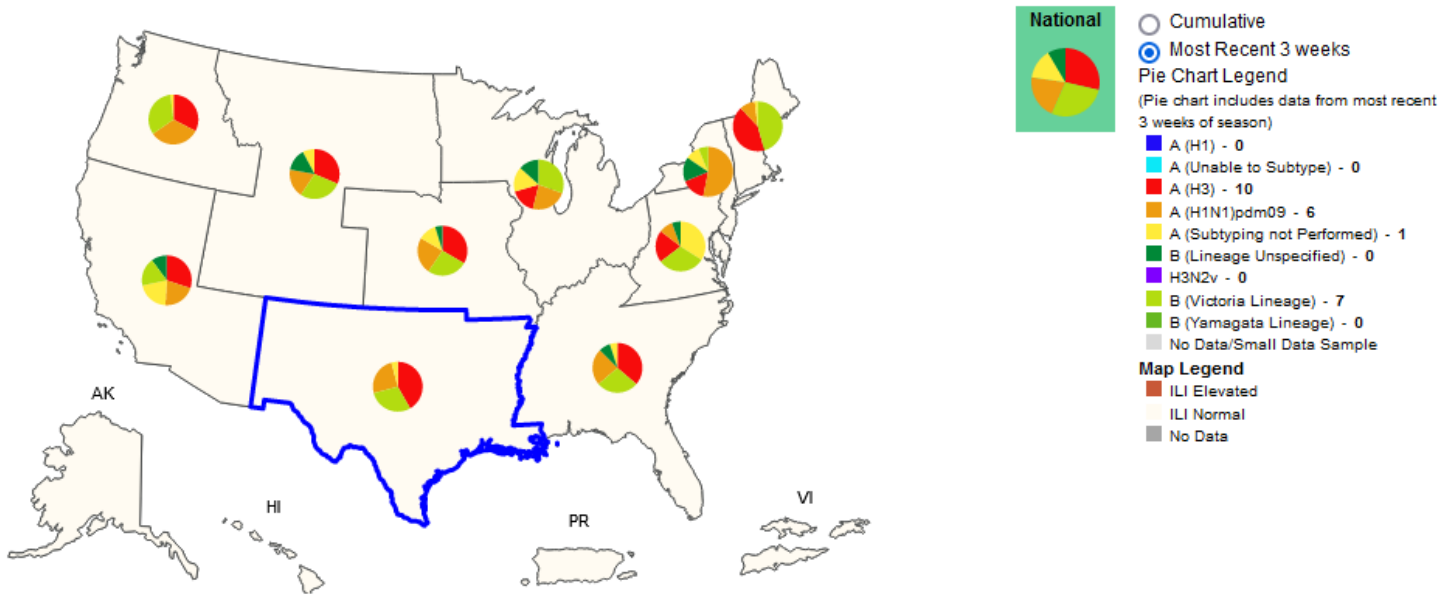 National
Cumulative
Most Recent 3 weeks
Pie Chart Legend
(Pie chart includes data from most recent
3 weeks of season)
A (H1) - 0
A (Unable to Subtype) - 0
A (H3) - 10
A (H1N1)pdm09 - 6
A (Subtyping not Performed) - 1
B (Lineage Unspecified) - 0
H3N2v - 0
B (Victoria Lineage) - 7
B (Yamagata Lineage) - 0
No Data/Small Data Sample
Map Legend
ILI Elevated
ILI Normal
No Data
AK
HI
PR
VI